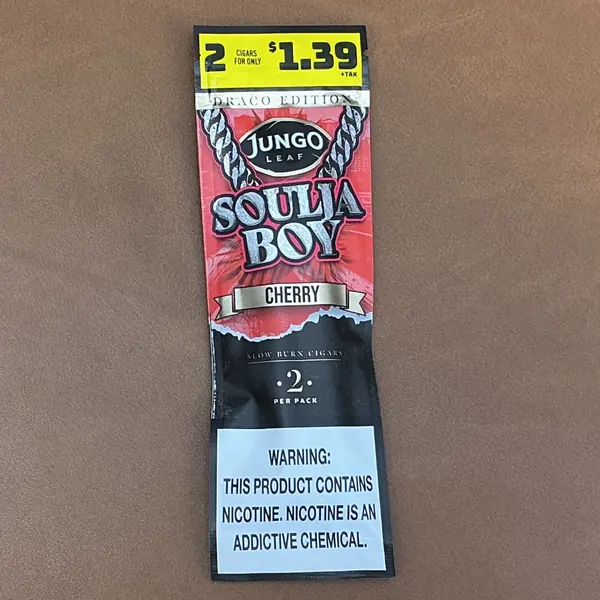 2 CIGARS FOR ONLY $1.39
+TAX
DRACO EDITION
JUNGO
LEAF
SOULJA
BOY
CHERRY
SLOW BURN CIGARS
·2·
PER PACK
WARNING:
THIS PRODUCT CONTAINS
NICOTINE. NICOTINE IS AN
ADDICTIVE CHEMICAL.